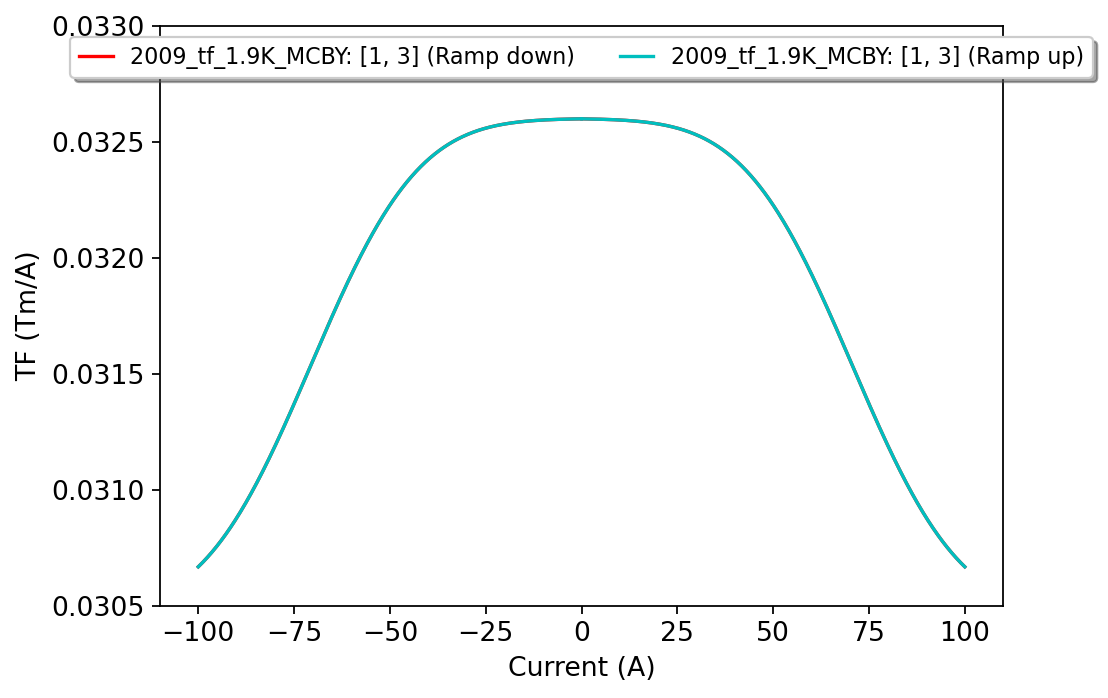 0.0330
2009_tf_1.9K_MCBY: [1, 3] (Ramp down)
2009_tf_1.9K_MCBY: [1, 3] (Ramp up)
0.0325
0.0320
TF (Tm/A)
0.0315
0.0310
0.0305
−100 −75 −50 −25 0 25 50 75 100
Current (A)